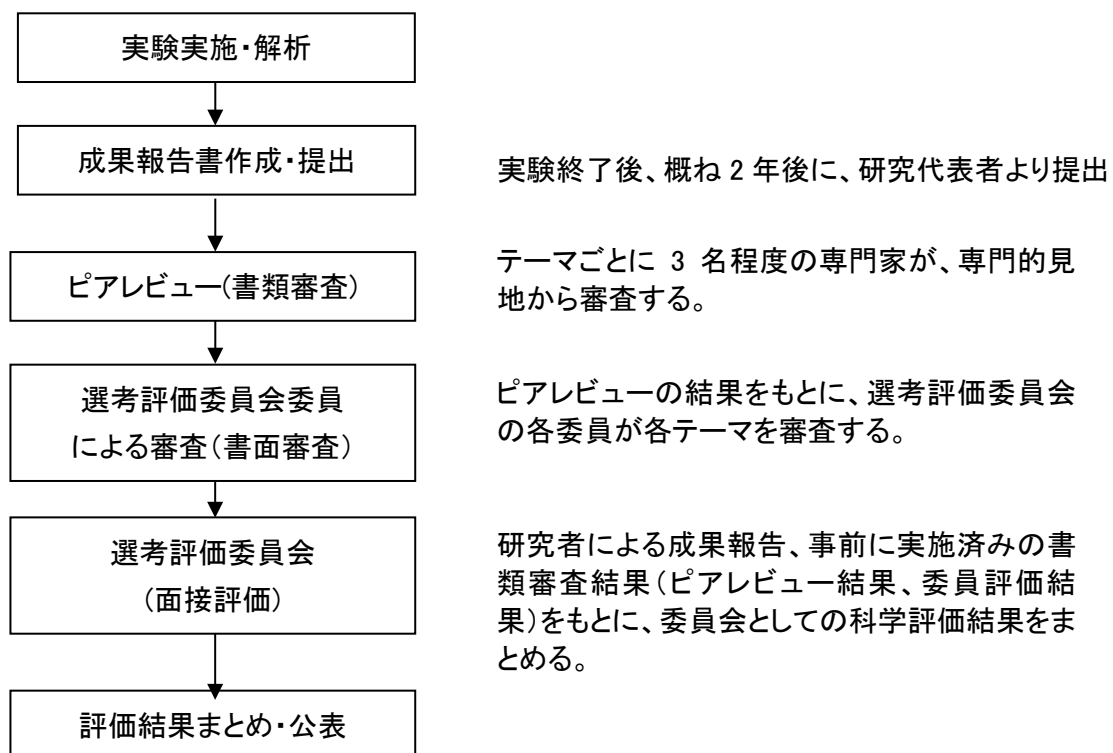 実験実施・解析
成果報告書作成・提出
実験終了後、概ね 2 年後に、研究代表者より提出
ピアレビュー(書類審査)
テーマごとに 3 名程度の専門家が、専門的見
地から審査する。
選考評価委員会委員
による審査(書面審査)
ピアレビューの結果をもとに、選考評価委員会
の各委員が各テーマを審査する。
選考評価委員会
(面接評価)
研究者による成果報告、事前に実施済みの書
類審査結果(ピアレビュー結果、委員評価結
果)をもとに、委員会としての科学評価結果をま
とめる。
評価結果まとめ・公表